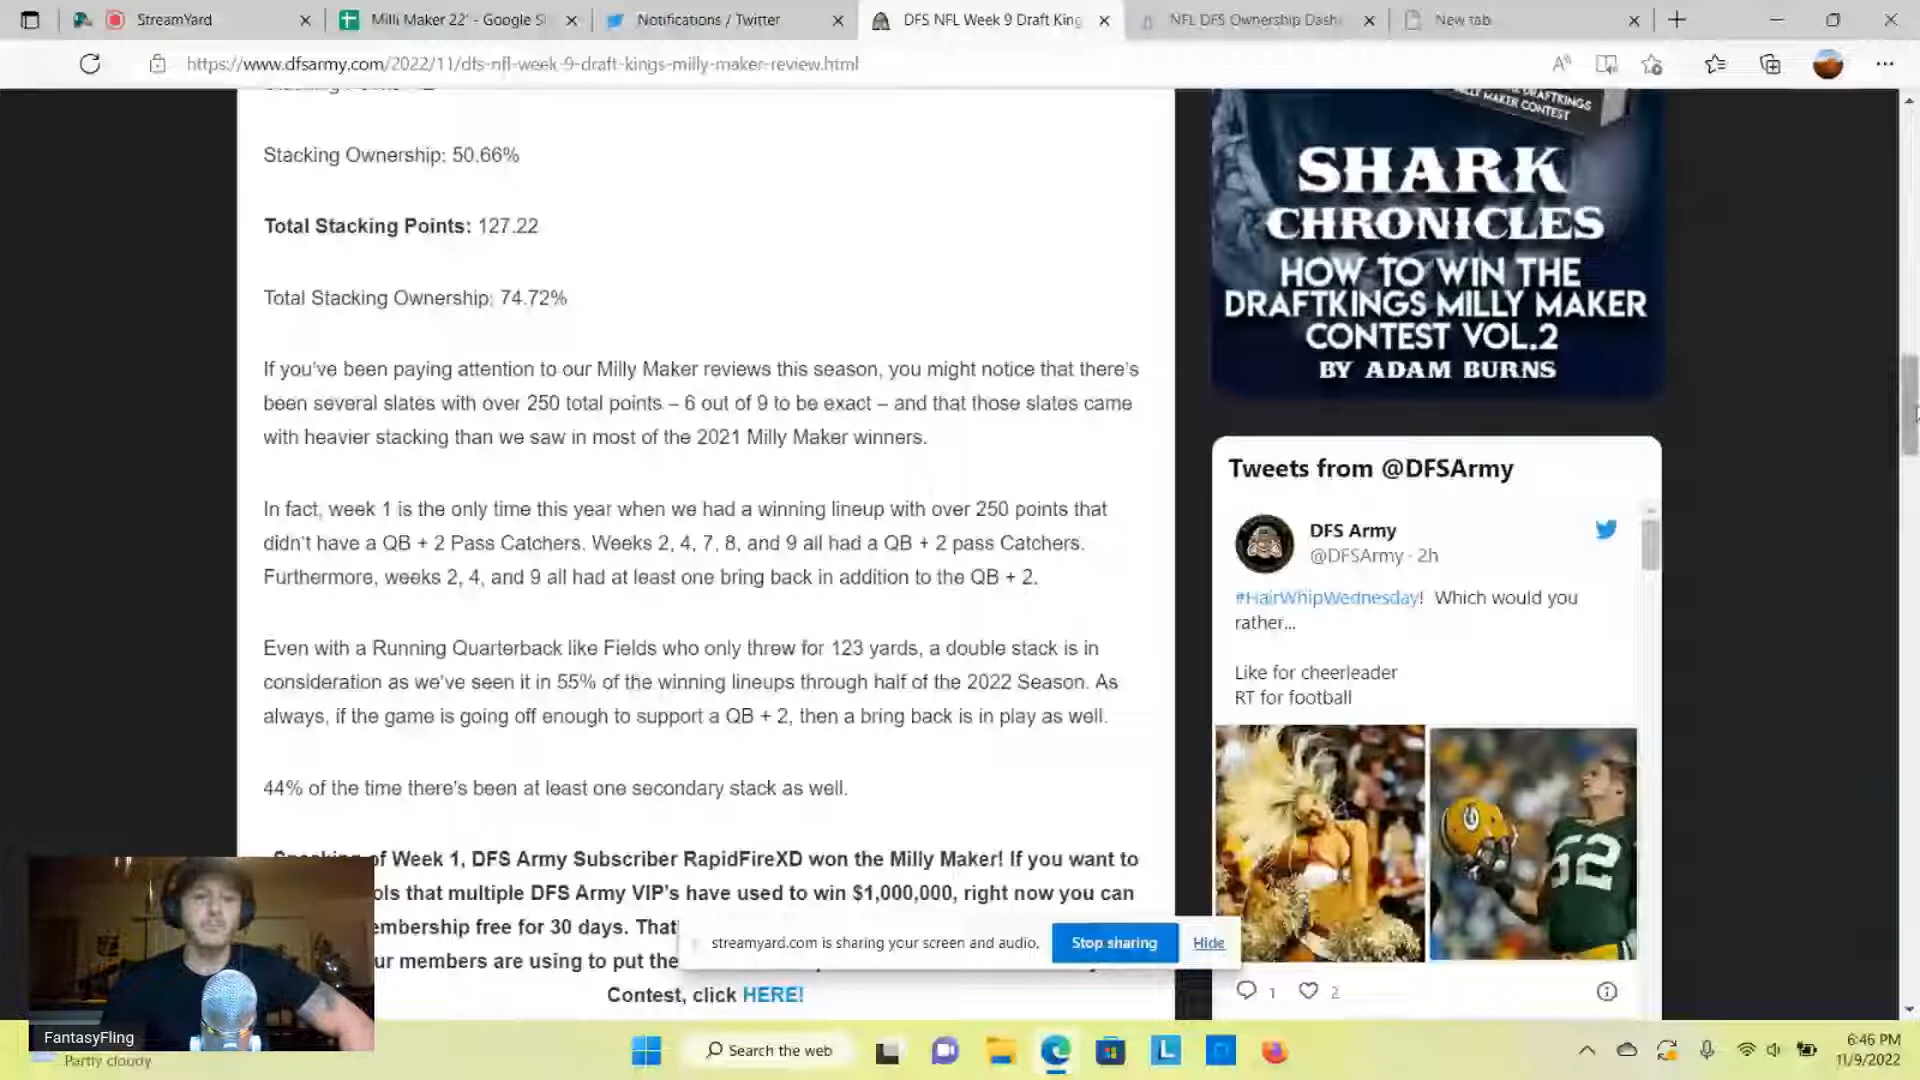 StreamYard
Milli Maker 22' - Google S
Notifications / Twitter
DFS NFL Week 9 Draft King
NFL DFS Ownership Dash
New tab
https://www.dfsarmy.com/2022/11/dfs-nfl-week-9-draft-kings-milly-maker-review.html
Stacking Ownership: 50.66%
Total Stacking Points: 127.22
Total Stacking Ownership: 74.72%
If you've been paying attention to our Milly Maker reviews this season, you might notice that there's
been several slates with over 250 total points – 6 out of 9 to be exact – and that those slates came
with heavier stacking than we saw in most of the 2021 Milly Maker winners.
In fact, week 1 is the only time this year when we had a winning lineup with over 250 points that
didn't have a QB + 2 Pass Catchers. Weeks 2, 4, 7, 8, and 9 all had a QB + 2 pass Catchers.
Furthermore, weeks 2, 4, and 9 all had at least one bring back in addition to the QB + 2.
Even with a Running Quarterback like Fields who only threw for 123 yards, a double stack is in
consideration as we've seen it in 55% of the winning lineups through half of the 2022 Season. As
always, if the game is going off enough to support a QB + 2, then a bring back is in play as well.
44% of the time there's been at least one secondary stack as well.
of Week 1, DFS Army Subscriber RapidFireXD won the Milly Maker! If you want to
ols that multiple DFS Army VIP's have used to win $1,000,000, right now you can
embership free for 30 days. That
ur members are using to put the
Contest, click HERE!
DRAFTKINGS
MILLY MAKER CONTEST
SHARK
CHRONICLES
HOW TO WIN THE
DRAFTKINGS MILLY MAKER
CONTEST VOL.2
BY ADAM BURNS
Tweets from @DFSArmy
DFS Army
@DFSArmy · 2h
#HairWhipWednesday! Which would you
rather...
Like for cheerleader
RT for football
G
52
1
2
streamyard.com is sharing your screen and audio.
Stop sharing
Hide
FantasyFling
Partly cloudy
Search the web
L
6:46 PM
11/9/2022